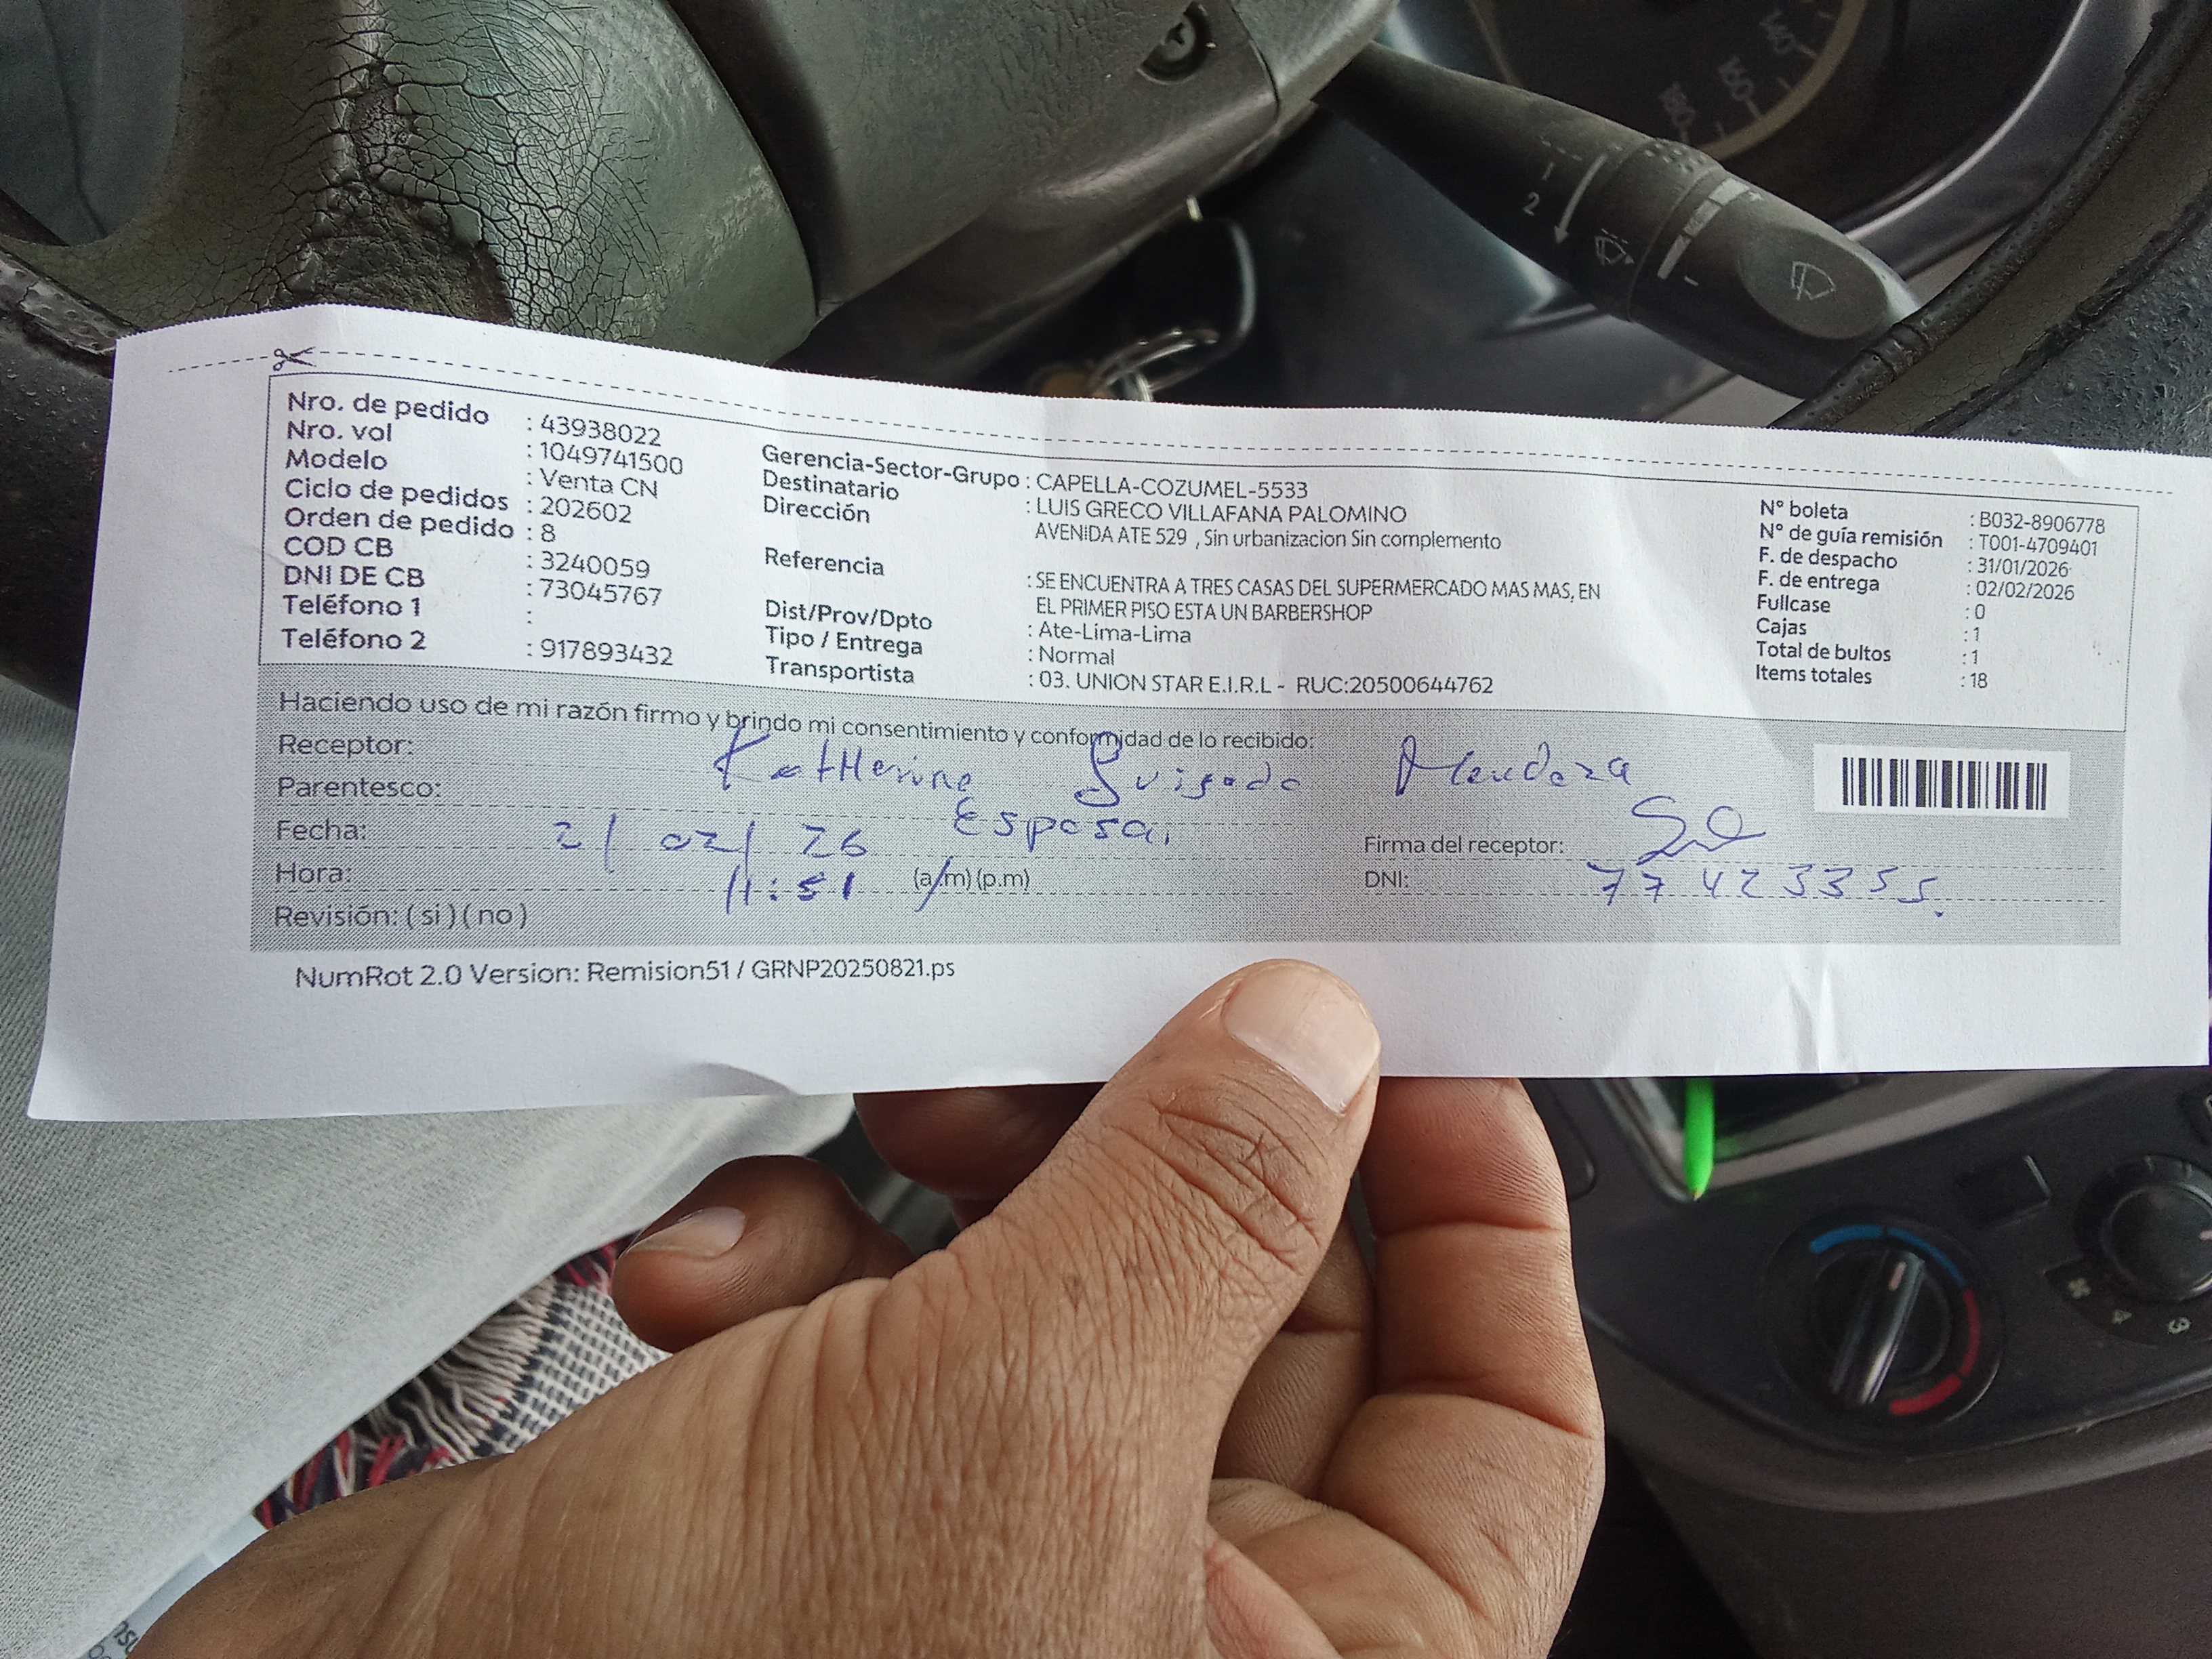 Nro. de pedido : 43938022
Nro. vol : 1049741500
Modelo : Venta CN
Ciclo de pedidos : 202602
Orden de pedido : 8
COD CB : 3240059
DNI DE CB : 73045767
Teléfono 1 :
Teléfono 2 : 917893432
Gerencia-Sector-Grupo : CAPELLA-COZUMEL-5533
Destinatario : LUIS GRECO VILLAFANA PALOMINO
Dirección AVENIDA ATE 529 , Sin urbanizacion Sin complemento
Referencia : SE ENCUENTRA A TRES CASAS DEL SUPERMERCADO MAS MAS, EN
EL PRIMER PISO ESTA UN BARBERSHOP
Dist/Prov/Dpto : Ate-Lima-Lima
Tipo / Entrega : Normal
Transportista : 03. UNION STAR E.I.R.L - RUC:20500644762
N° boleta : B032-8906778
N° de guía remisión : T001-4709401
F. de despacho : 31/01/2026
F. de entrega : 02/02/2026
Fullcase : 0
Cajas : 1
Total de bultos : 1
Items totales : 18
Haciendo uso de mi razón firmo y brindo mi consentimiento y conformidad de lo recibido:
Receptor: Katherine Mendoza
Parentesco: Esposa.
Fecha: 2/ 02/ 26
Hora: 11:51 (a.m) (p.m)
Revisión: ( si ) ( no )
Firma del receptor:
DNI: 77423355.
NumRot 2.0 Version: Remision51 / GRNP20250821.ps
1
2
160
3
4